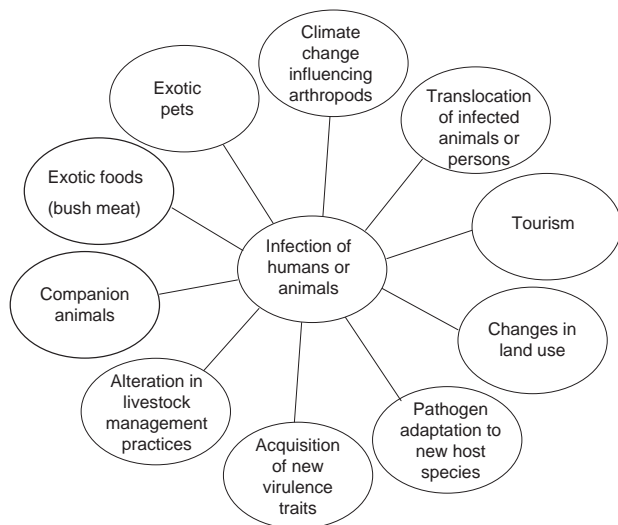 Climate
change
influencing
arthropods
Exotic
pets
Translocation
of infected
animals or
persons
Exotic foods
(bush meat)
Tourism
Infection of
humans or
animals
Companion
animals
Changes in
land use
Alteration in
livestock
management
practices
Pathogen
adaptation to
new host
species
Acquisition
of new
virulence
traits